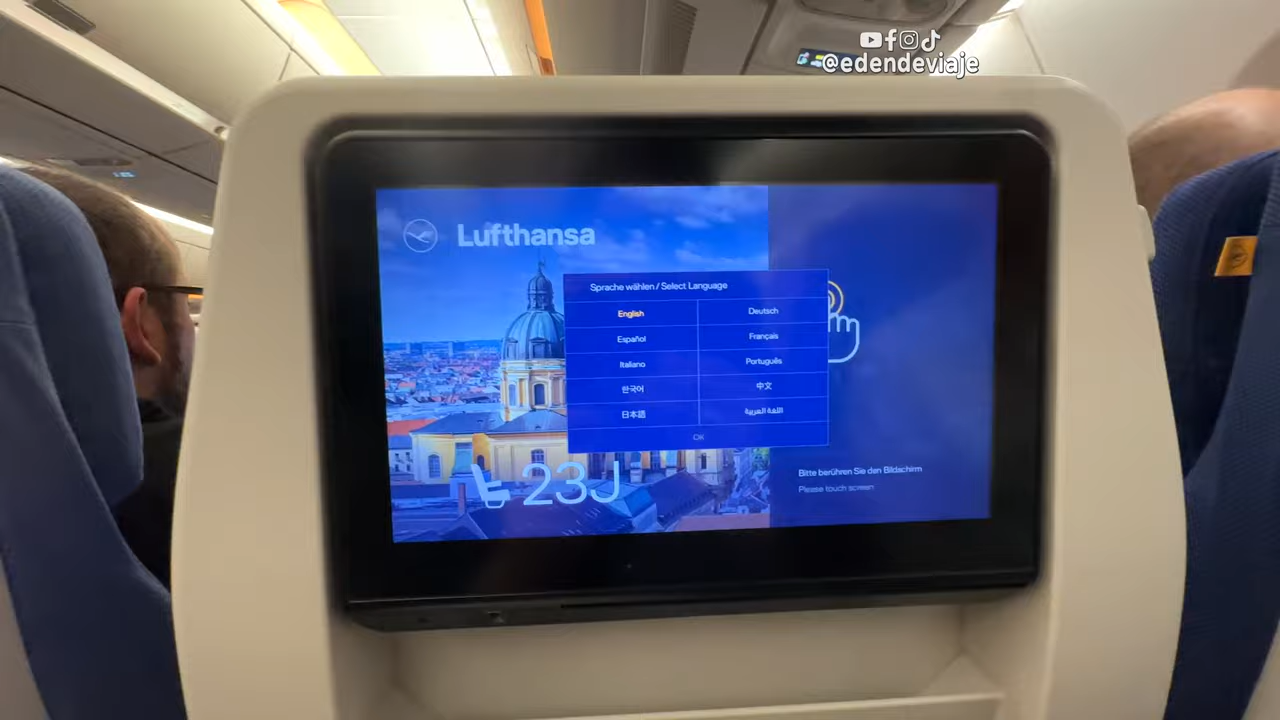 @edendeviaje
Lufthansa
Sprache wählen / Select Language
English
Deutsch
Español
Français
Italiano
Português
한국어
中文
日本語
اللغة العربية
OK
23J
Bitte berühren Sie den Bildschirm
Please touch screen